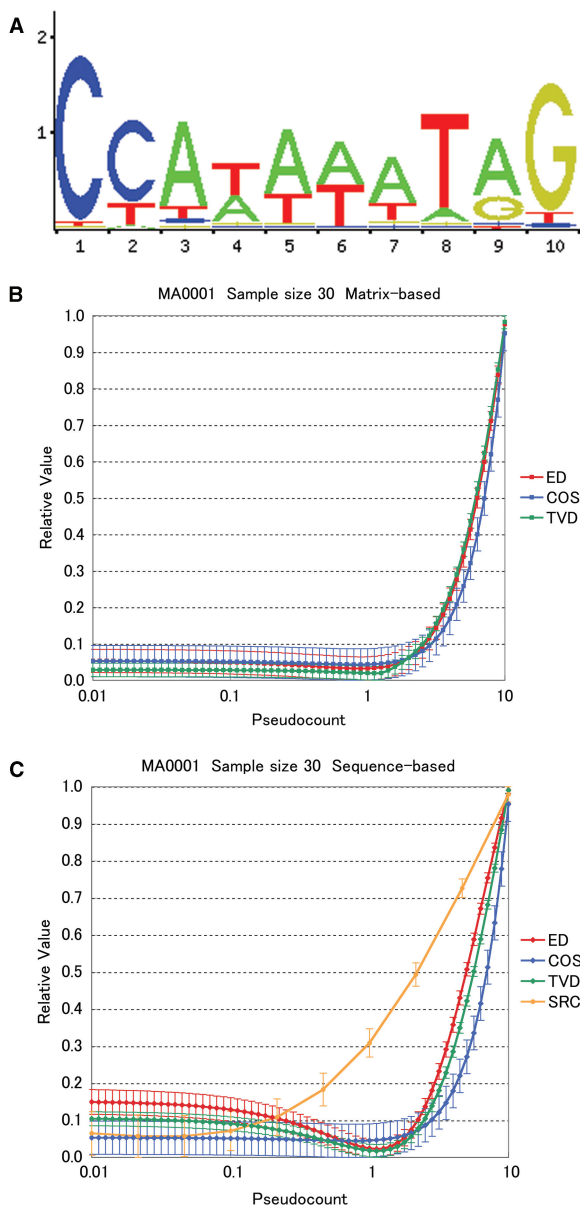 A
2
1
C C A T A A A T A G
T T T A T T T A G T
1 2 3 4 5 6 7 8 9 10
B
MA0001 Sample size 30 Matrix-based
Relative Value
1.0
0.9
0.8
0.7
0.6
0.5
0.4
0.3
0.2
0.1
0.0
0.01 0.1 1 10
Pseudocount
ED
COS
TVD
C
MA0001 Sample size 30 Sequence-based
Relative Value
1.0
0.9
0.8
0.7
0.6
0.5
0.4
0.3
0.2
0.1
0.0
0.01 0.1 1 10
Pseudocount
ED
COS
TVD
SRC